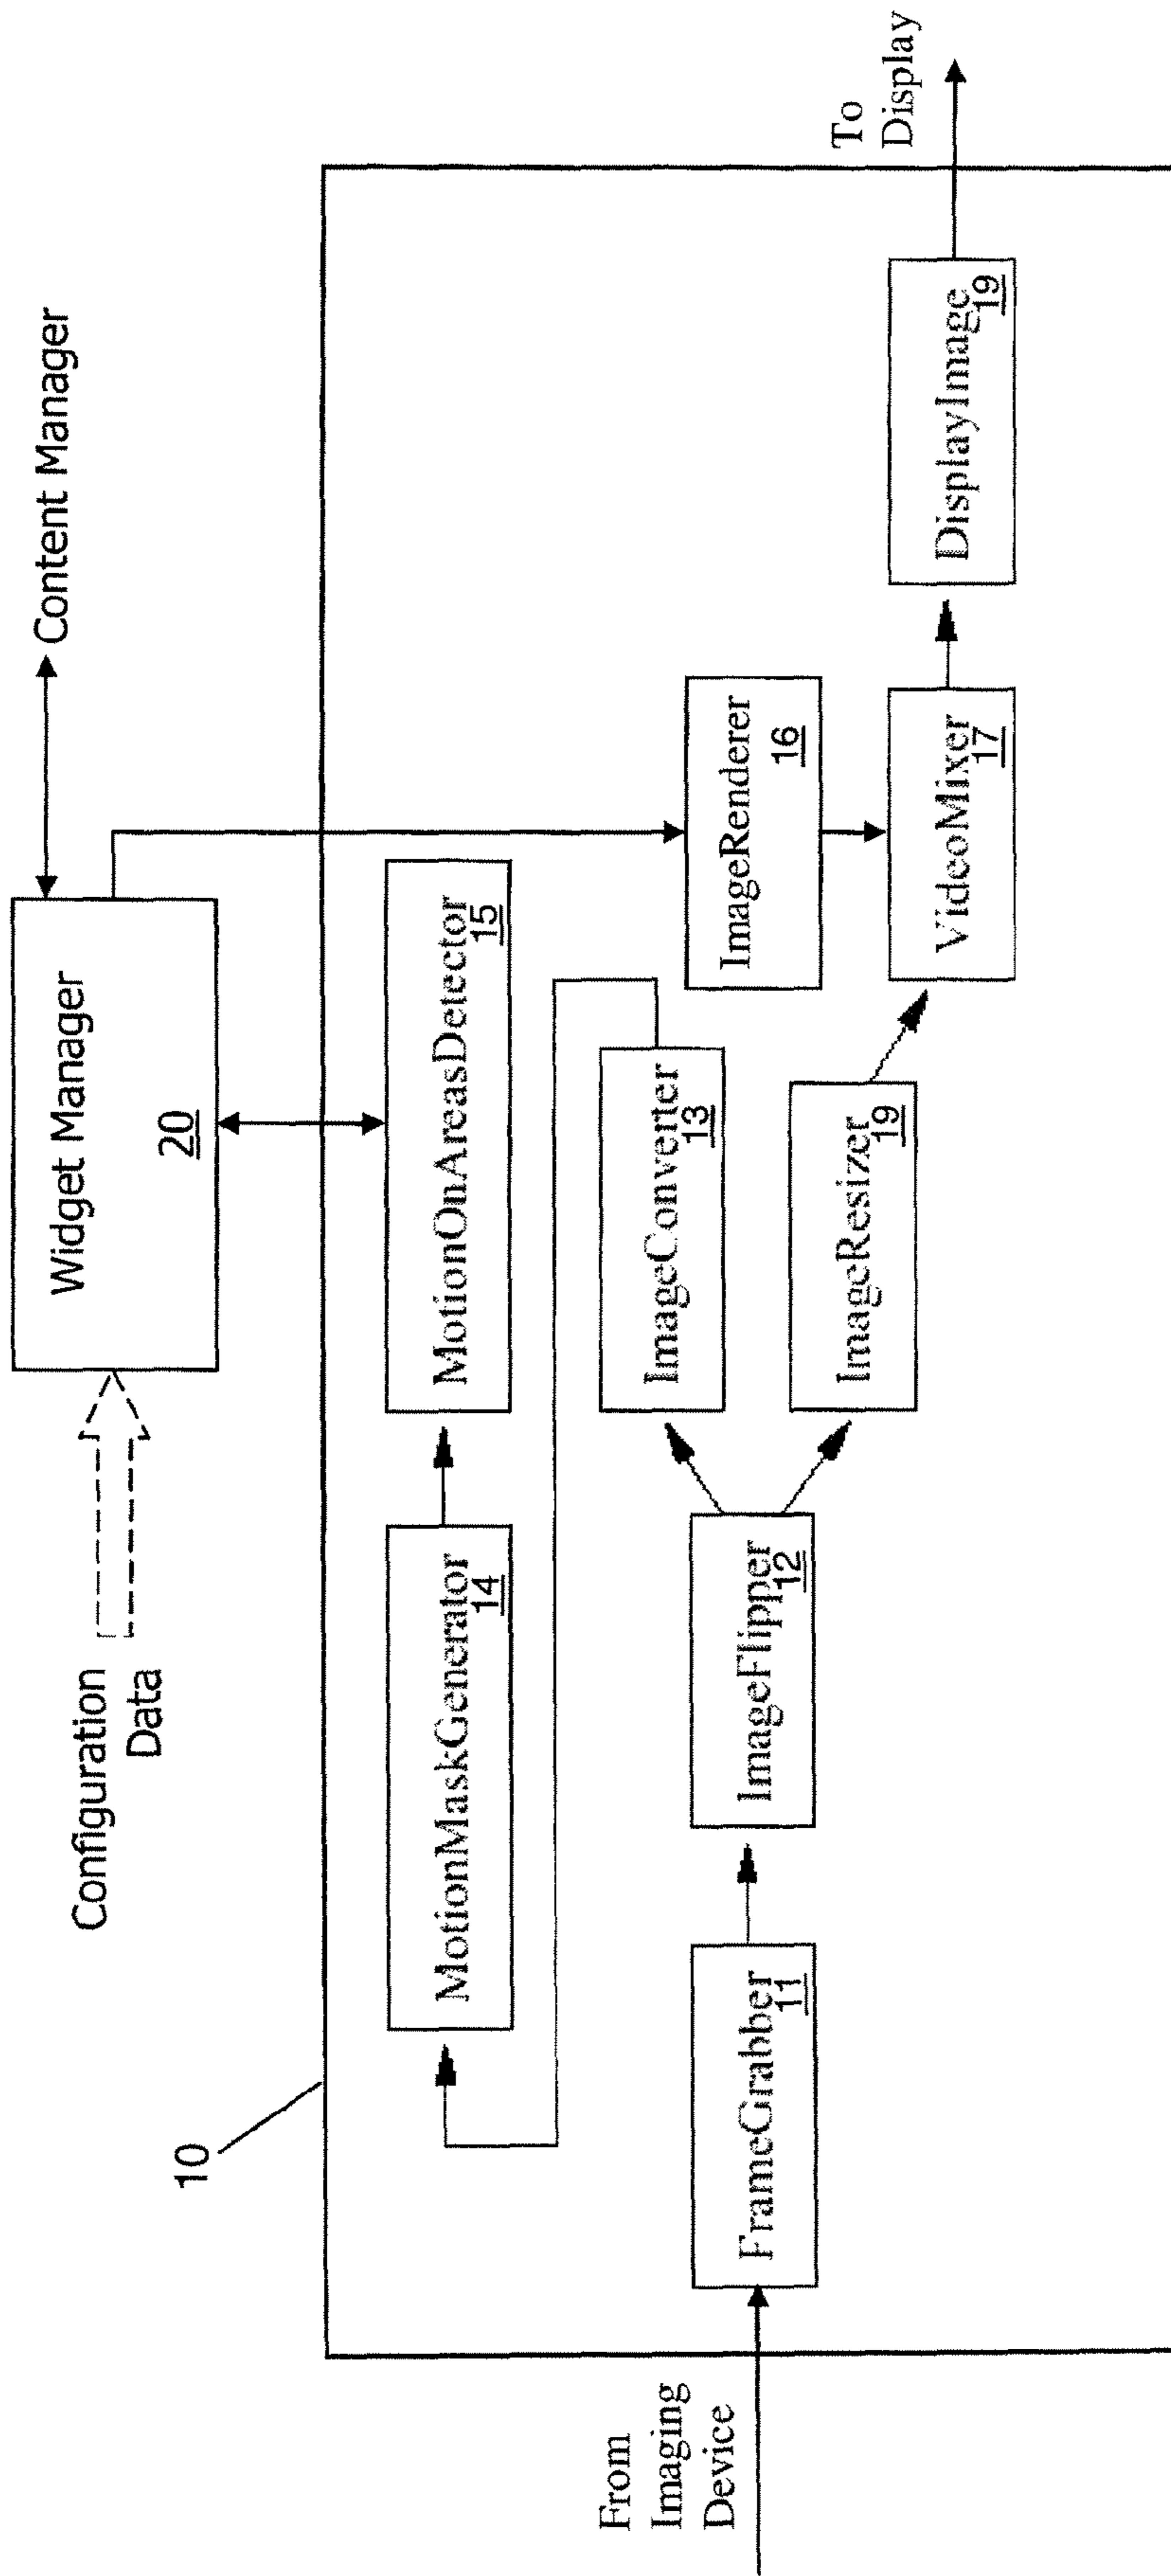 Content Manager
Widget Manager
20
Configuration
Data
10
To
Display
MotionMaskGenerator
14
MotionOnAreasDetector
15
ImageConverter
13
ImageRenderer
16
From
Imaging
Device
FrameGrabber
11
ImageFlipper
12
ImageResizer
19
VideoMixer
17
DisplayImage
19